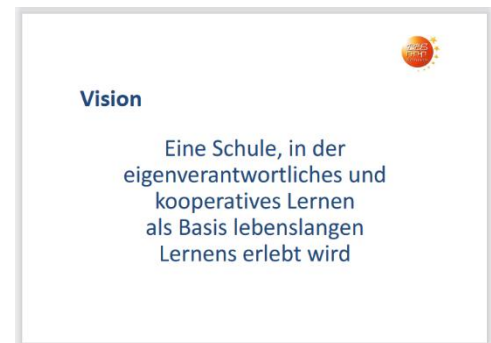 Vision
Eine Schule, in der
eigenverantwortliches und
kooperatives Lernen
als Basis lebenslangen
Lernens erlebt wird